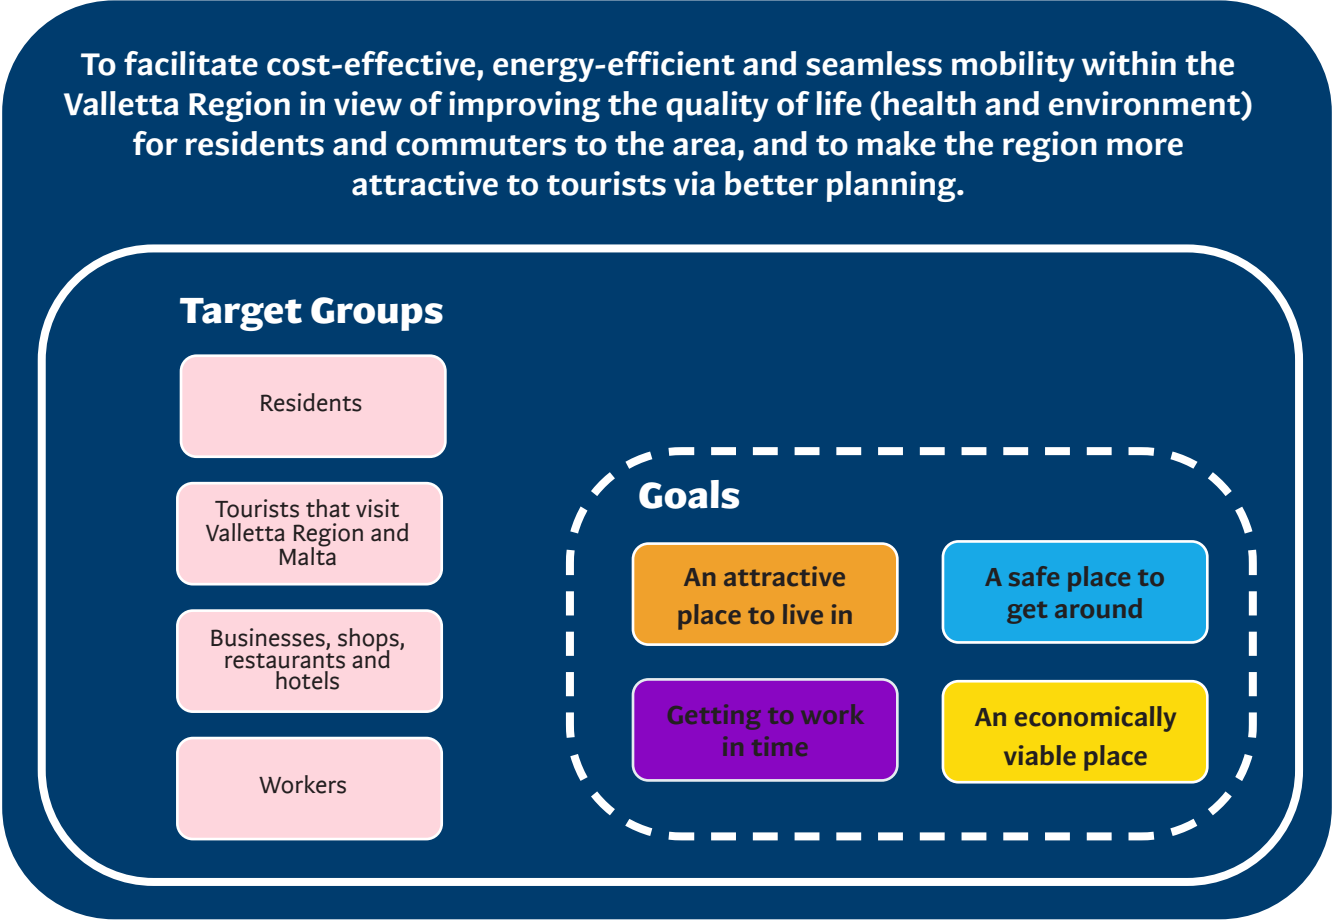 To facilitate cost-effective, energy-efficient and seamless mobility within the
Valletta Region in view of improving the quality of life (health and environment)
for residents and commuters to the area, and to make the region more
attractive to tourists via better planning.
Target Groups
Residents
Tourists that visit
Valletta Region and
Malta
Businesses, shops,
restaurants and
hotels
Workers
Goals
An attractive
place to live in
A safe place to
get around
Getting to work
in time
An economically
viable place